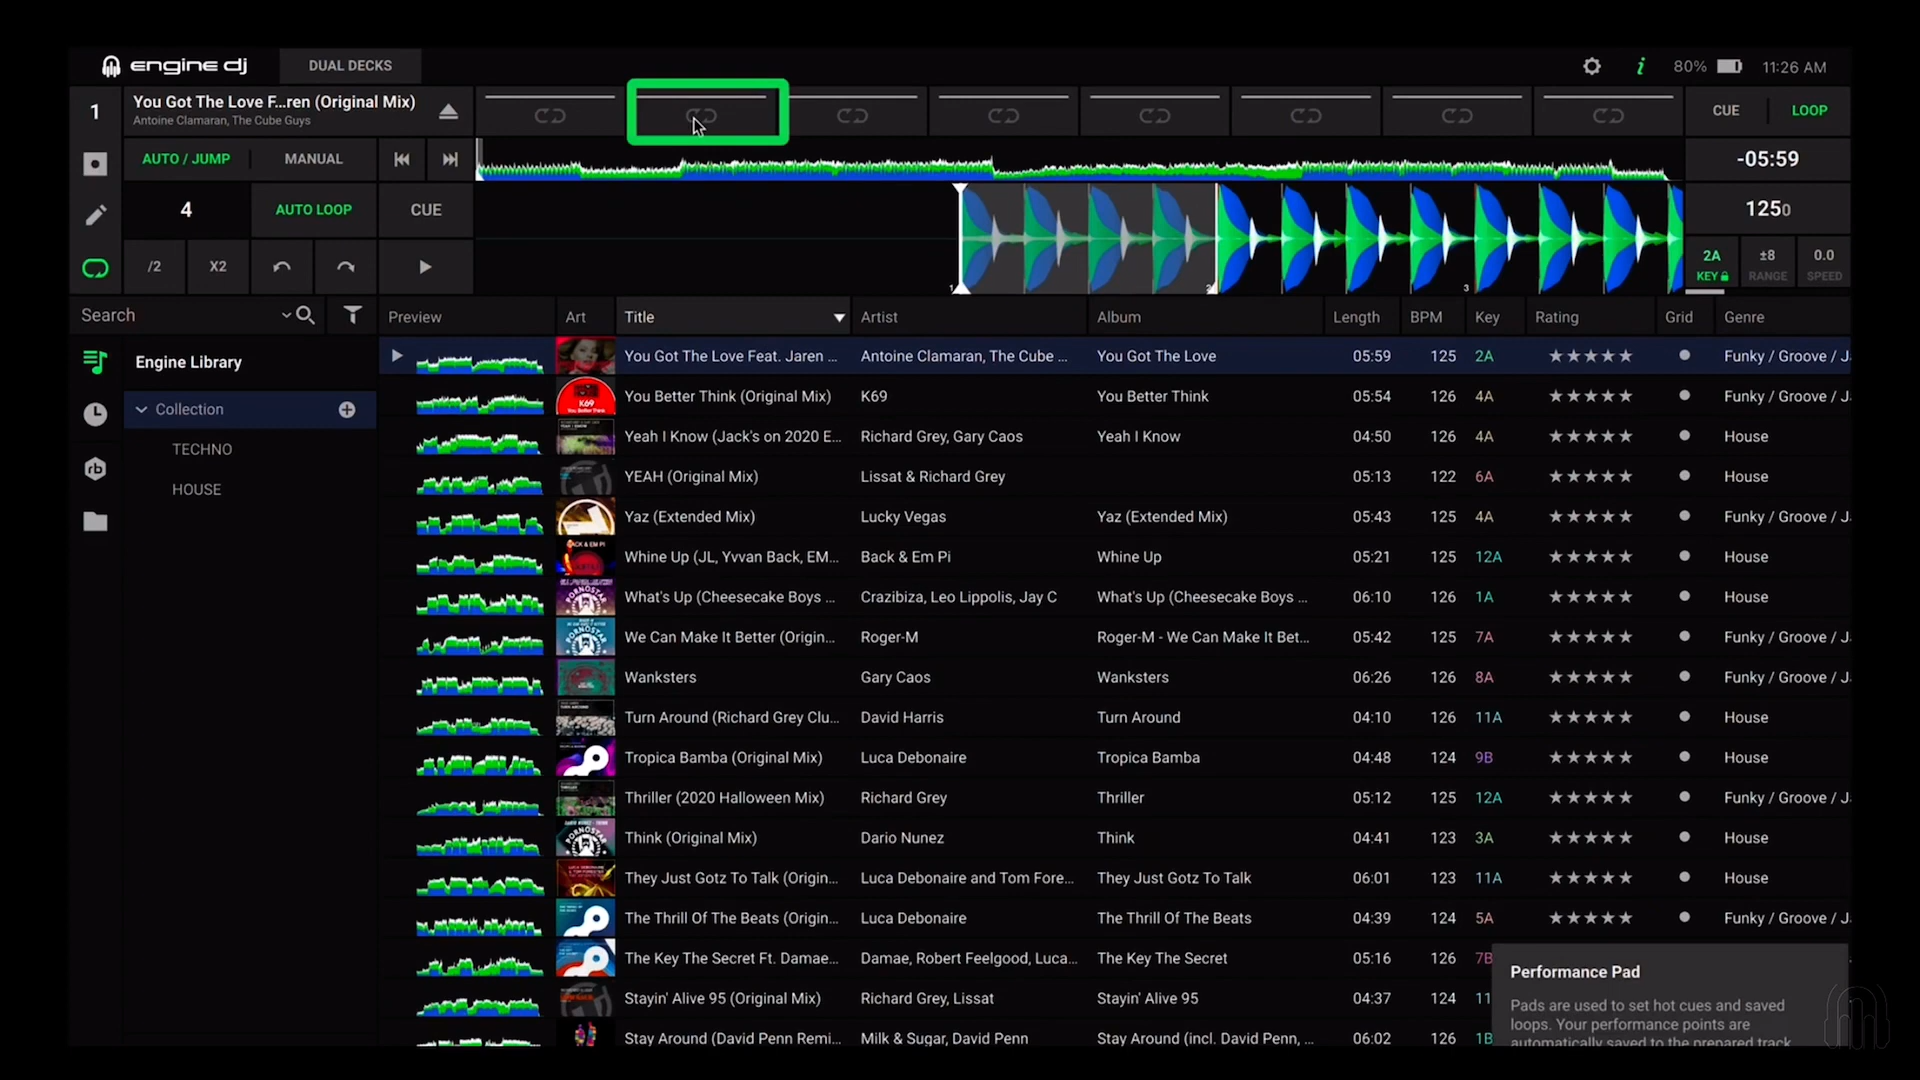 engine dj
DUAL DECKS
80%
11:26 AM
1
You Got The Love F...ren (Original Mix)
Antoine Clamaran, The Cube Guys
CUE
LOOP
AUTO / JUMP
MANUAL
-05:59
4
AUTO LOOP
CUE
1250
/2
X2
2A
±8
0.0
KEY
RANGE
SPEED
1
2
3
Search
Preview
Art
Title
Artist
Album
Length
BPM
Key
Rating
Grid
Genre
Engine Library
Collection
TECHNO
HOUSE
rb
You Got The Love Feat. Jaren ... Antoine Clamaran, The Cube ... You Got The Love 05:59 125 2A ★★★★★ Funky / Groove / J
You Better Think (Original Mix) K69 You Better Think 05:54 126 4A ★★★★★ Funky / Groove / J
Yeah I Know (Jack's on 2020 E... Richard Grey, Gary Caos Yeah I Know 04:50 126 4A ★★★★★ House
YEAH (Original Mix) Lissat & Richard Grey 05:13 122 6A ★★★★★ House
Yaz (Extended Mix) Lucky Vegas Yaz (Extended Mix) 05:43 125 4A ★★★★★ Funky / Groove / J
Whine Up (JL, Yvvan Back, EM... Back & Em Pi Whine Up 05:21 125 12A ★★★★★ House
What's Up (Cheesecake Boys ... Crazibiza, Leo Lippolis, Jay C What's Up (Cheesecake Boys ... 06:10 126 1A ★★★★★ House
We Can Make It Better (Origin... Roger-M Roger-M - We Can Make It Bet... 05:42 125 7A ★★★★★ Funky / Groove / J
Wanksters Gary Caos Wanksters 06:26 126 8A ★★★★★ Funky / Groove / J
Turn Around (Richard Grey Clu... David Harris Turn Around 04:10 126 11A ★★★★★ House
Tropica Bamba (Original Mix) Luca Debonaire Tropica Bamba 04:48 124 9B ★★★★★ House
Thriller (2020 Halloween Mix) Richard Grey Thriller 05:12 125 12A ★★★★★ Funky / Groove / J
Think (Original Mix) Dario Nunez Think 04:41 123 3A ★★★★★ House
They Just Gotz To Talk (Origin... Luca Debonaire and Tom Fore... They Just Gotz To Talk 06:01 123 11A ★★★★★ House
The Thrill Of The Beats (Origin... Luca Debonaire The Thrill Of The Beats 04:39 124 5A ★★★★★ Funky / Groove / J
The Key The Secret Ft. Damae... Damae, Robert Feelgood, Luca... The Key The Secret 05:16 126 7B
Stayin' Alive 95 (Original Mix) Richard Grey, Lissat Stayin' Alive 95 04:37 124 11
Stay Around (David Penn Remi... Milk & Sugar, David Penn Stay Around (incl. David Penn, ... 06:02 126 1B
Performance Pad
Pads are used to set hot cues and saved
loops. Your performance points are
automatically saved to the prepared track